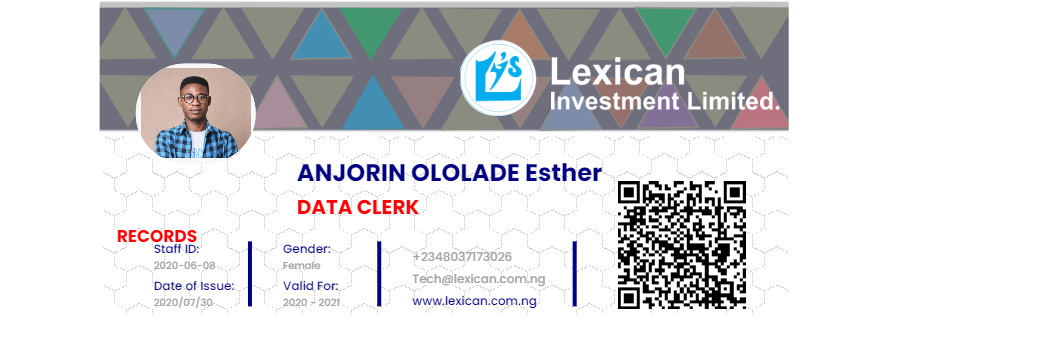 Lexican
Investment Limited.
ANJORIN OLOLADE Esther
DATA CLERK
RECORDS
Staff ID:
2020-06-08
Date of Issue:
2020/07/30
Gender:
Female
Valid For:
2020 - 2021
+2348037173026
Tech@lexican.com.ng
www.lexican.com.ng